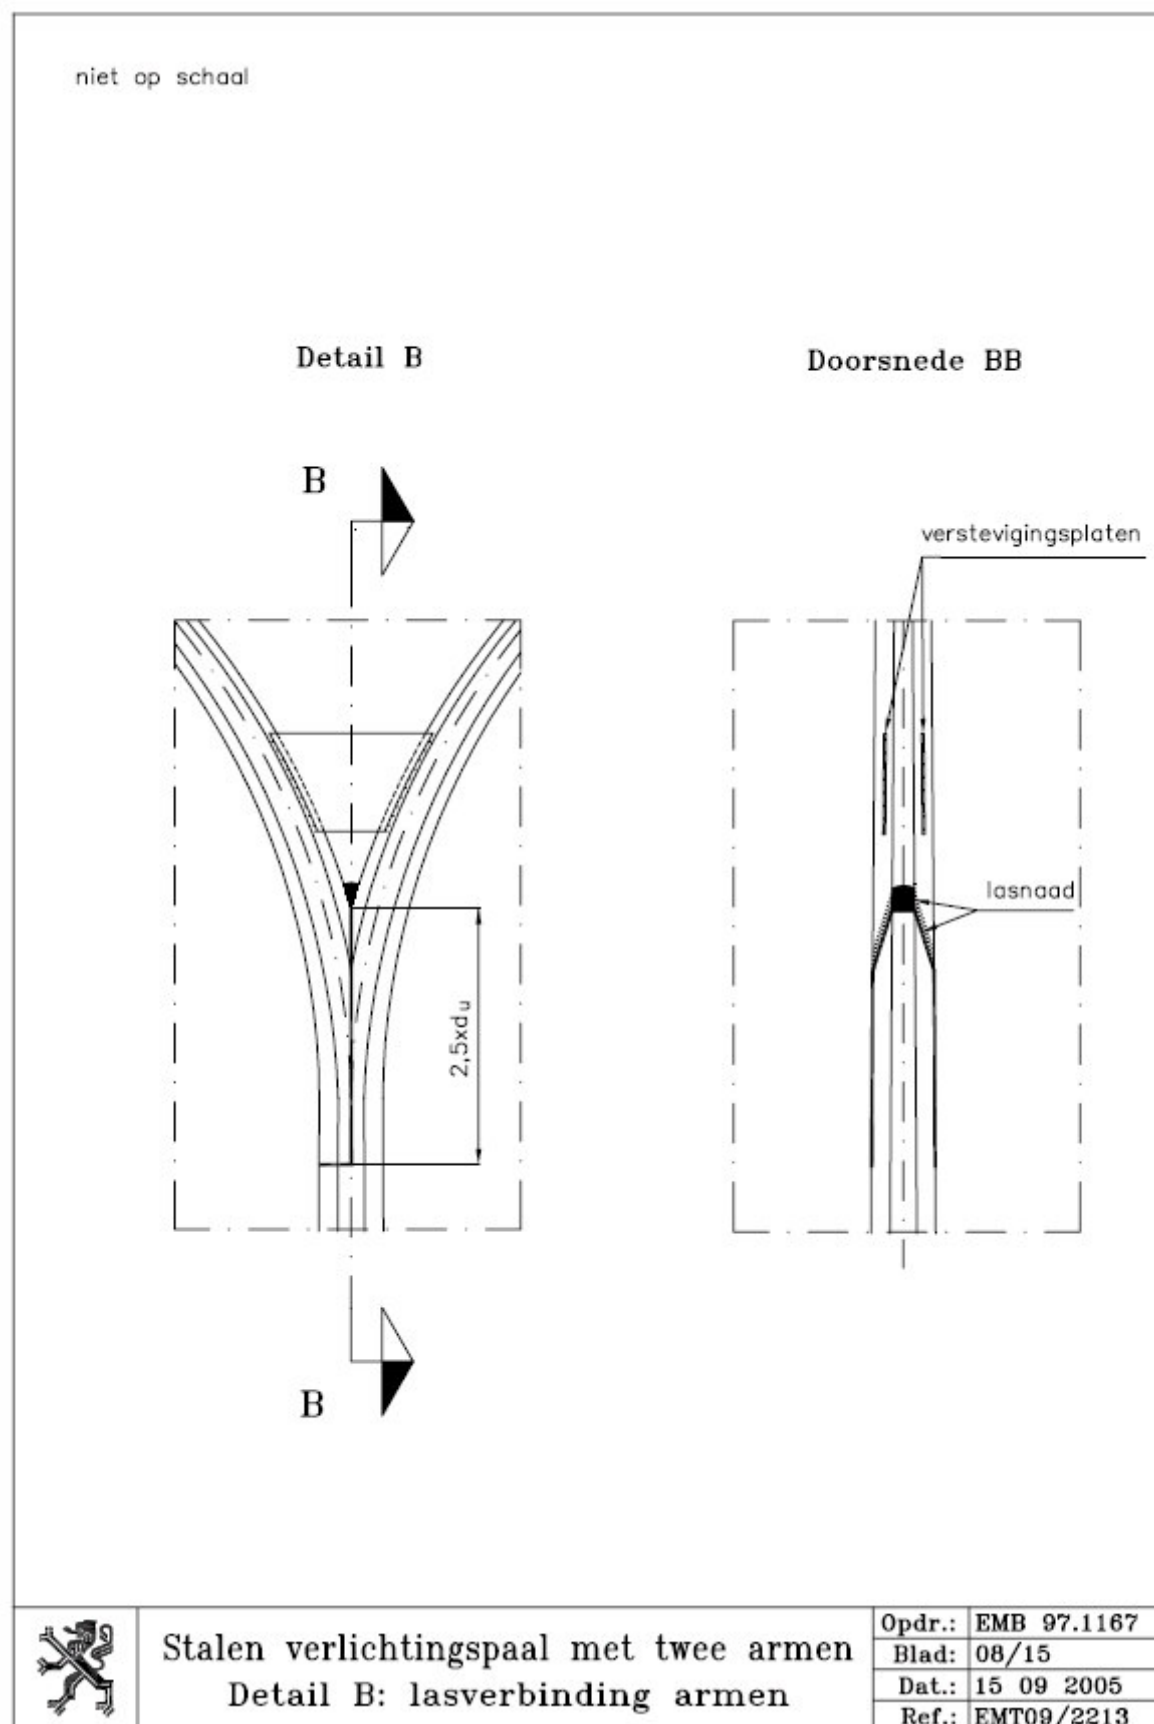 niet op schaal
Detail B
Doorsnede BB
B
verstevigingsplaten
lasnaad
2,5xdu
B
Stalen verlichtingspaal met twee armen
Detail B: lasverbinding armen
Opdr.: EMB 97.1167
Blad: 08/15
Dat.: 15 09 2005
Ref.: EMT09/2213